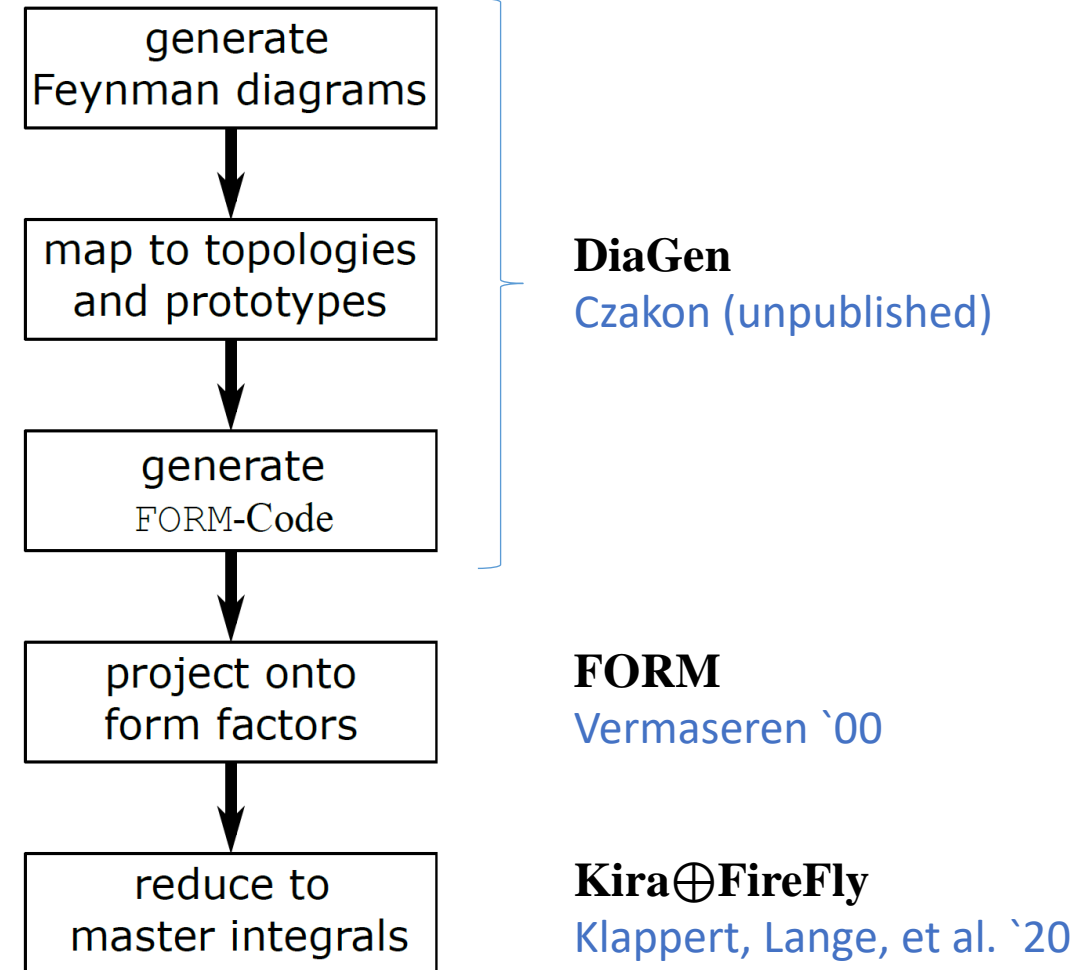 generate
Feynman diagrams
map to topologies
and prototypes
DiaGen
Czakon (unpublished)
generate
FORM-Code
project onto
form factors
FORM
Vermaseren `00
reduce to
master integrals
Kira⊕FireFly
Klappert, Lange, et al. `20